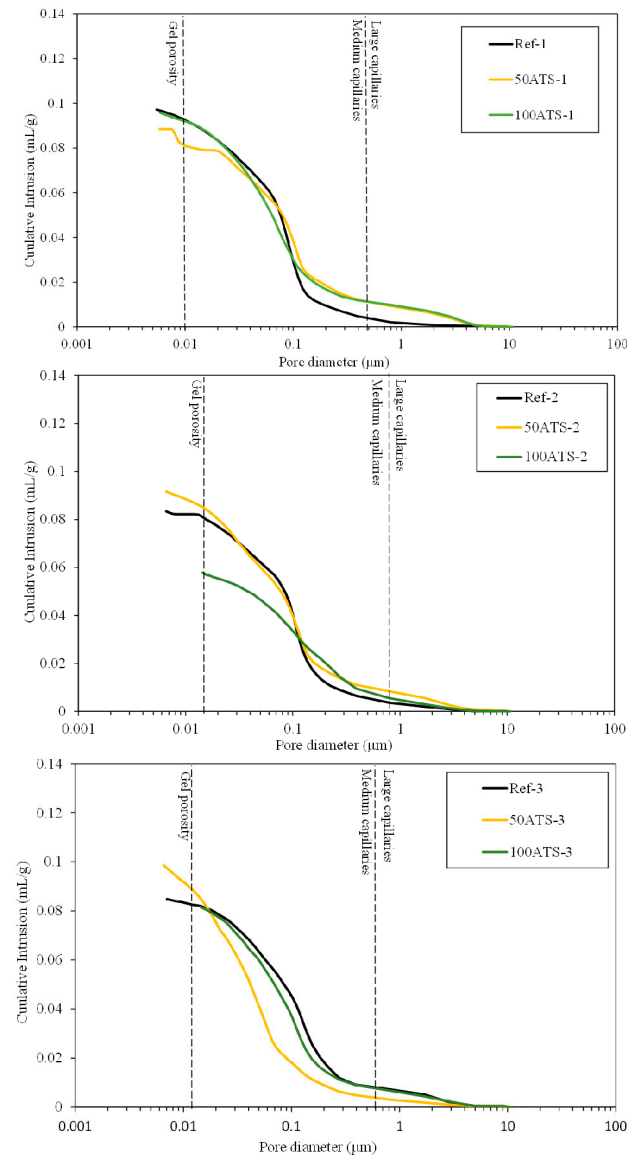 0.14
0.12
0.1
0.08
0.06
0.04
0.02
0
Cuulative Intrusion (mL/g)
Gel porosity
Medium capillaries
Large capillaries
Ref-1
50ATS-1
100ATS-1
0.001 0.01 0.1 1 10 100
Pore diameter (µm)
0.14
0.12
0.1
0.08
0.06
0.04
0.02
0
Cuulative Intrusion (mL/g)
Gel porosity
Medium capillaries
Large capillaries
Ref-2
50ATS-2
100ATS-2
0.001 0.01 0.1 1 10 100
Pore diameter (µm)
0.14
0.12
0.1
0.08
0.06
0.04
0.02
0
Cuulative Intrusion (mL/g)
Gel porosity
Medium capillaries
Large capillaries
Ref-3
50ATS-3
100ATS-3
0.001 0.01 0.1 1 10 100
Pore diameter (µm)